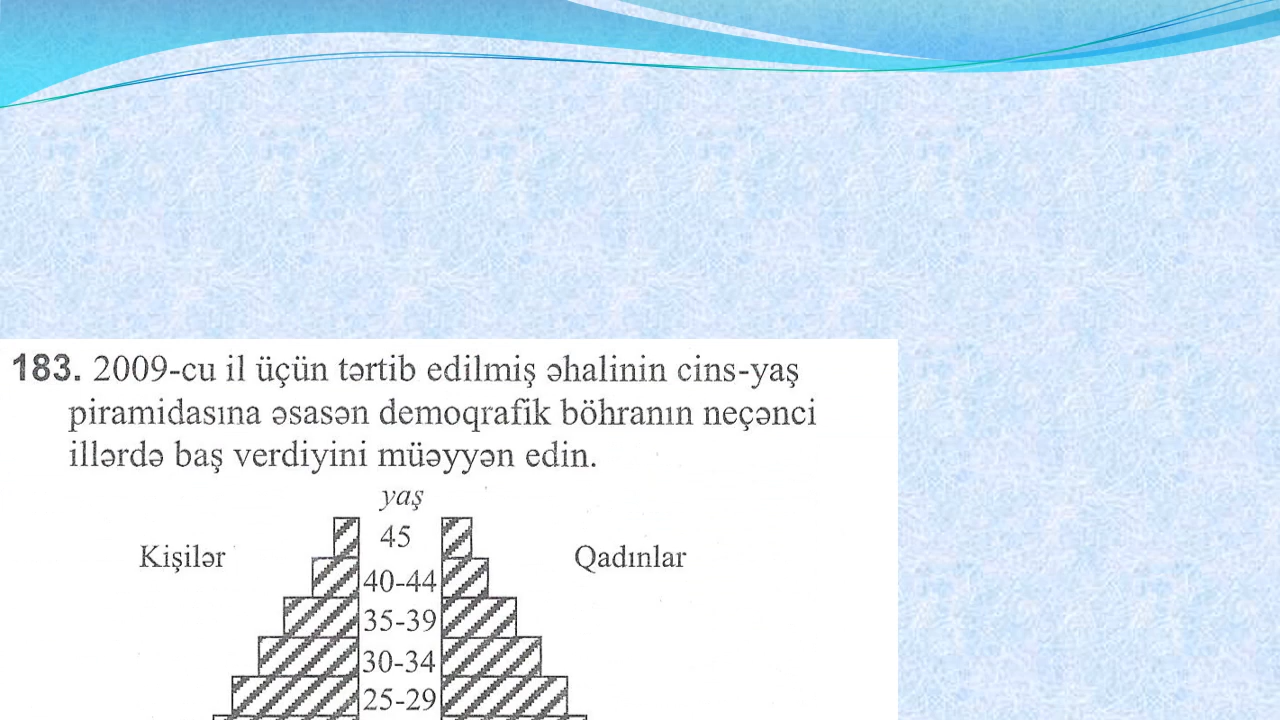 183. 2009-cu il üçün tərtib edilmiş əhalinin cins-yaş
piramidasına əsasən demoqrafik böhranın neçənci
illərdə baş verdiyini müəyyən edin.
yaş
45
Kişilər
Qadınlar
40-44
35-39
30-34
25-29